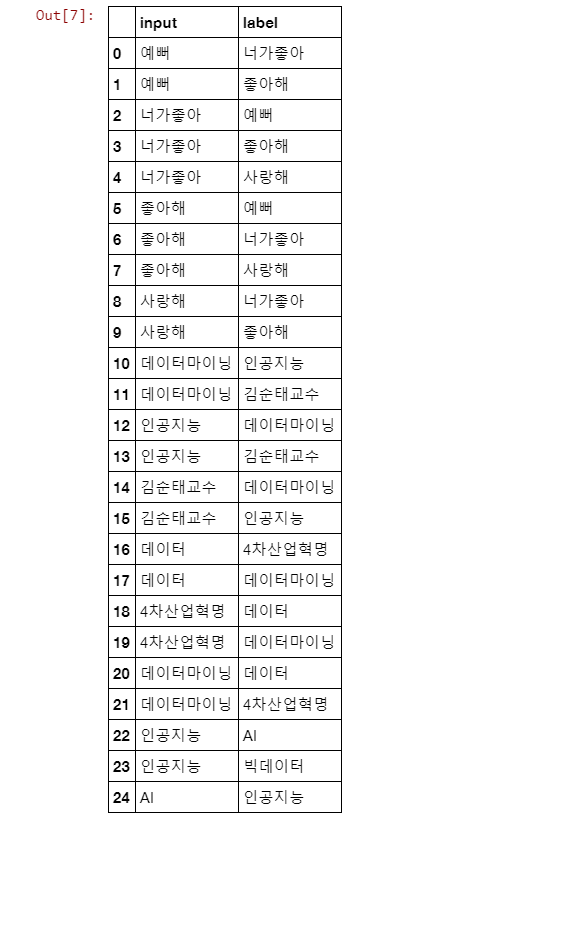 Out[7]:
input label
0 예뻐 너가좋아
1 예뻐 좋아해
2 너가좋아 예뻐
3 너가좋아 좋아해
4 너가좋아 사랑해
5 좋아해 예뻐
6 좋아해 너가좋아
7 좋아해 사랑해
8 사랑해 너가좋아
9 사랑해 좋아해
10 데이터마이닝 인공지능
11 데이터마이닝 김순태교수
12 인공지능 데이터마이닝
13 인공지능 김순태교수
14 김순태교수 데이터마이닝
15 김순태교수 인공지능
16 데이터 4차산업혁명
17 데이터 데이터마이닝
18 4차산업혁명 데이터
19 4차산업혁명 데이터마이닝
20 데이터마이닝 데이터
21 데이터마이닝 4차산업혁명
22 인공지능 AI
23 인공지능 빅데이터
24 AI 인공지능